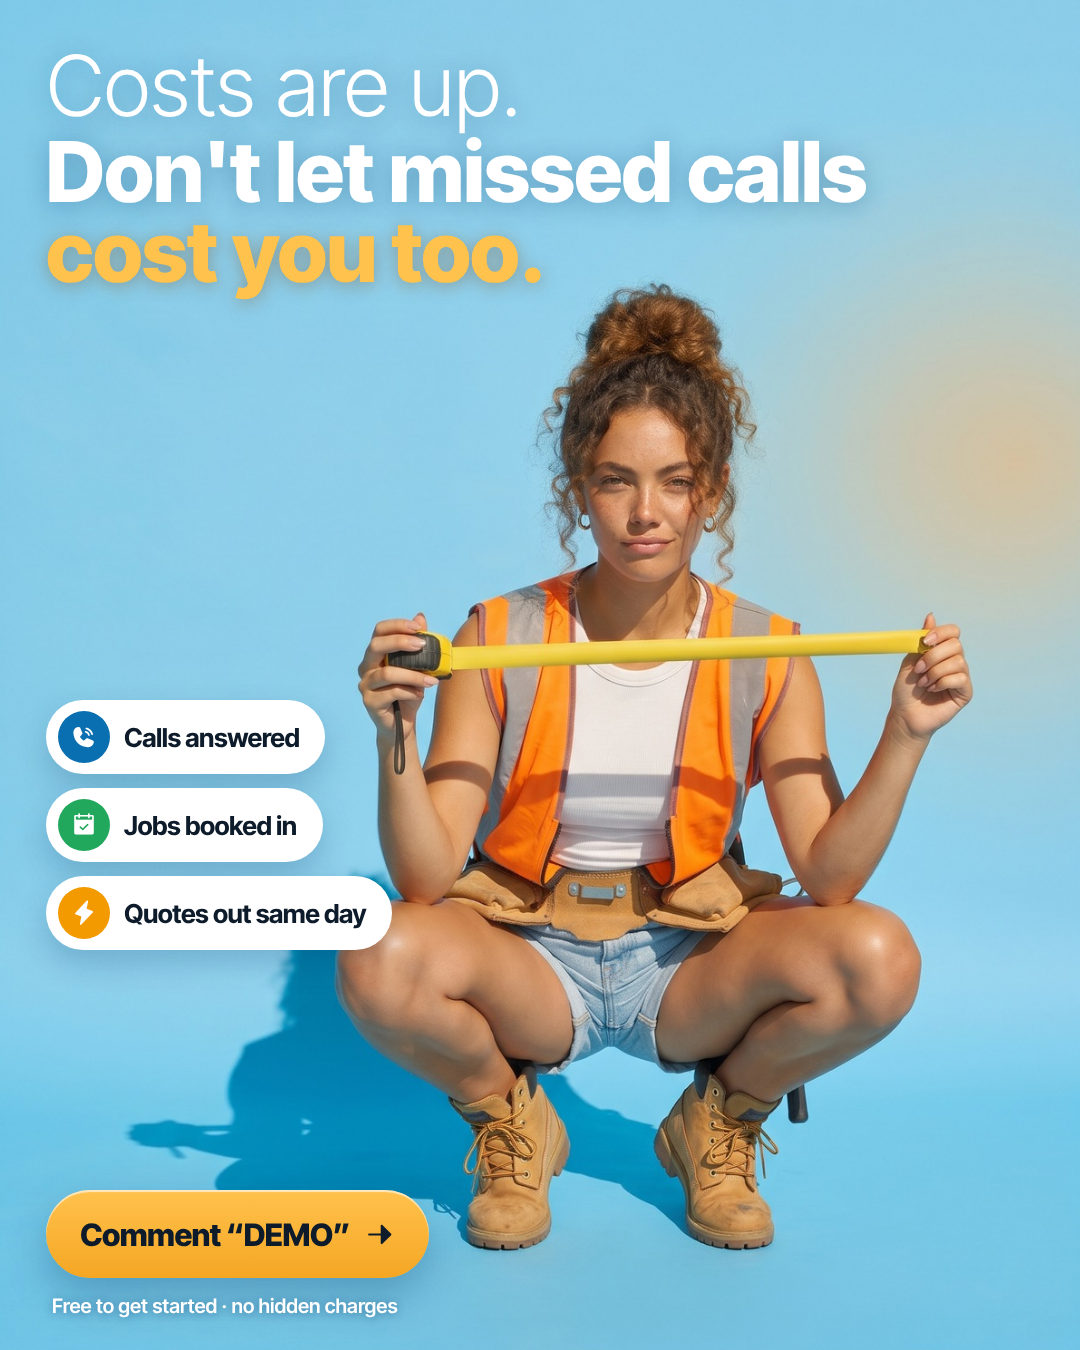 Costs are up.
Don't let missed calls
cost you too.
Calls answered
Jobs booked in
Quotes out same day
Comment “DEMO”
Free to get started · no hidden charges